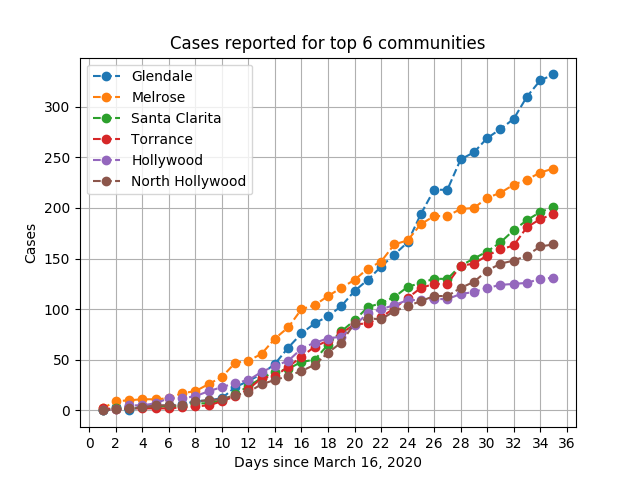 Cases reported for top 6 communities
Glendale
Melrose
Santa Clarita
Torrance
Hollywood
North Hollywood
Cases
300
250
200
150
100
50
0
0 2 4 6 8 10 12 14 16 18 20 22 24 26 28 30 32 34 36
Days since March 16, 2020